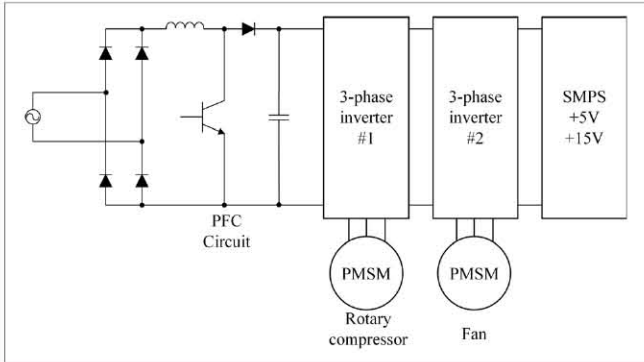 3-phase
inverter
#1
3-phase
inverter
#2
SMPS
+5V
+15V
PFC
Circuit
PMSM
PMSM
Rotary
compressor
Fan